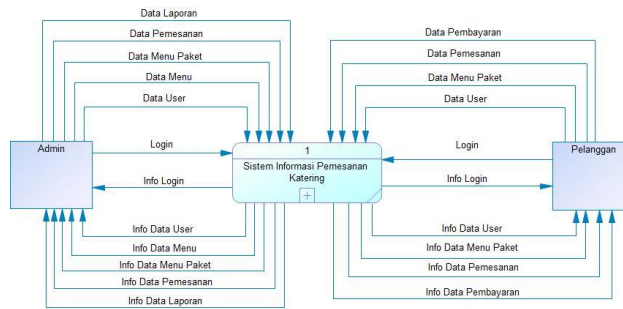 Data Laporan
Data Pemesanan
Data Menu Paket
Data Menu
Data User
Data Pembayaran
Data Pemesanan
Data Menu Paket
Data User
Admin
Login
Info Login
1
Sistem Informasi Pemesanan
Katering
Login
Info Login
Pelanggan
Info Data User
Info Data Menu
Info Data Menu Paket
Info Data Pemesanan
Info Data Laporan
Info Data User
Info Data Menu Paket
Info Data Pemesanan
Info Data Pembayaran